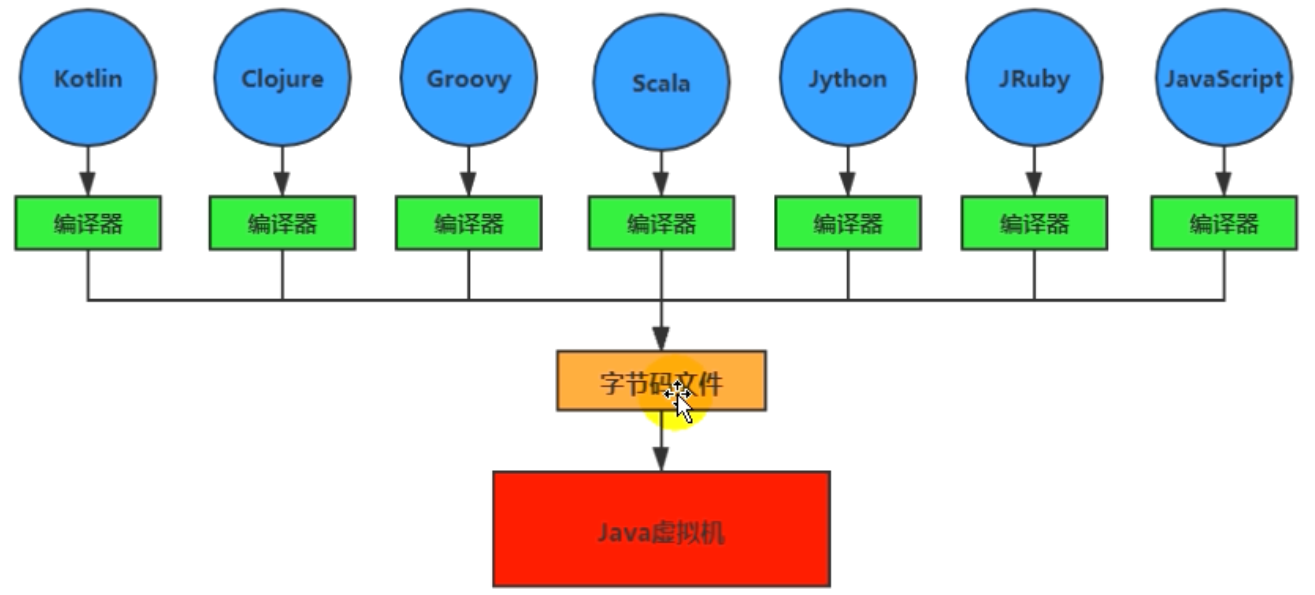 Kotlin
Clojure
Groovy
Scala
Jython
JRuby
JavaScript
编译器
编译器
编译器
编译器
编译器
编译器
编译器
字节码文件
Java虚拟机